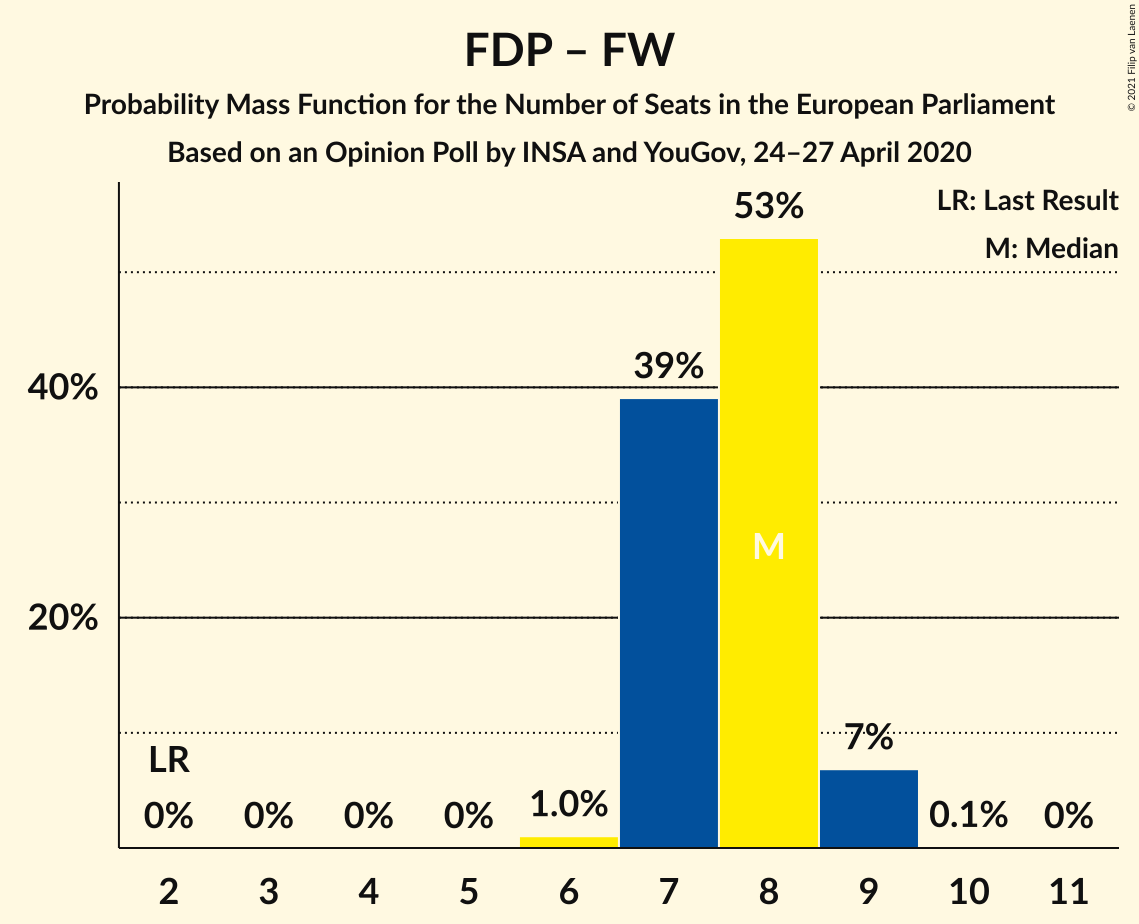 FDP – FW
Probability Mass Function for the Number of Seats in the European Parliament
Based on an Opinion Poll by INSA and YouGov, 24–27 April 2020
© 2021 Filip van Laenen
LR: Last Result
M: Median
40%
20%
LR
0%
0%
0%
0%
1.0%
39%
53%
M
7%
0.1%
0%
2 3 4 5 6 7 8 9 10 11